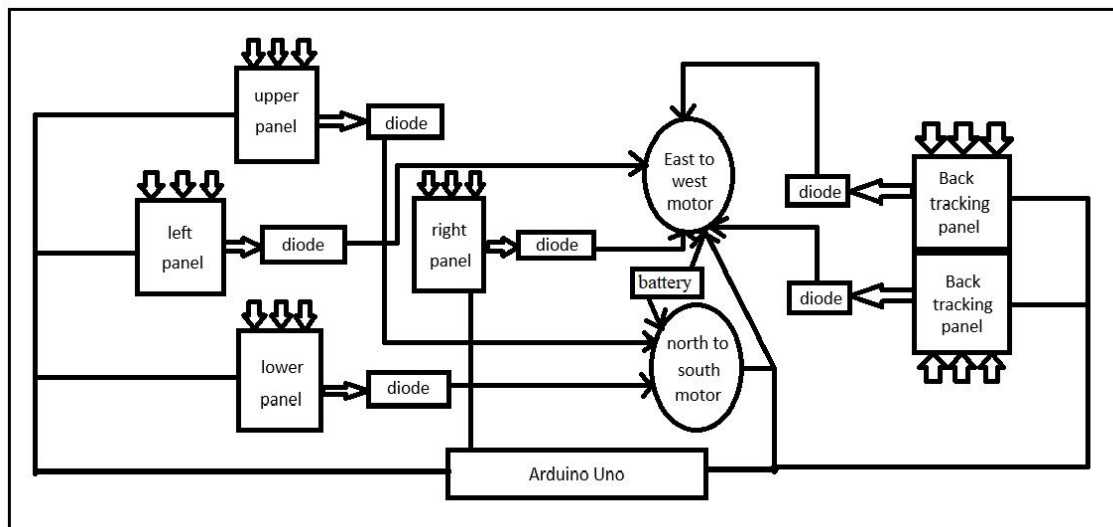 upper
panel
diode
East to
west
motor
Back
tracking
panel
diode
left
panel
diode
right
panel
diode
battery
Back
tracking
panel
diode
lower
panel
diode
north to
south
motor
Arduino Uno